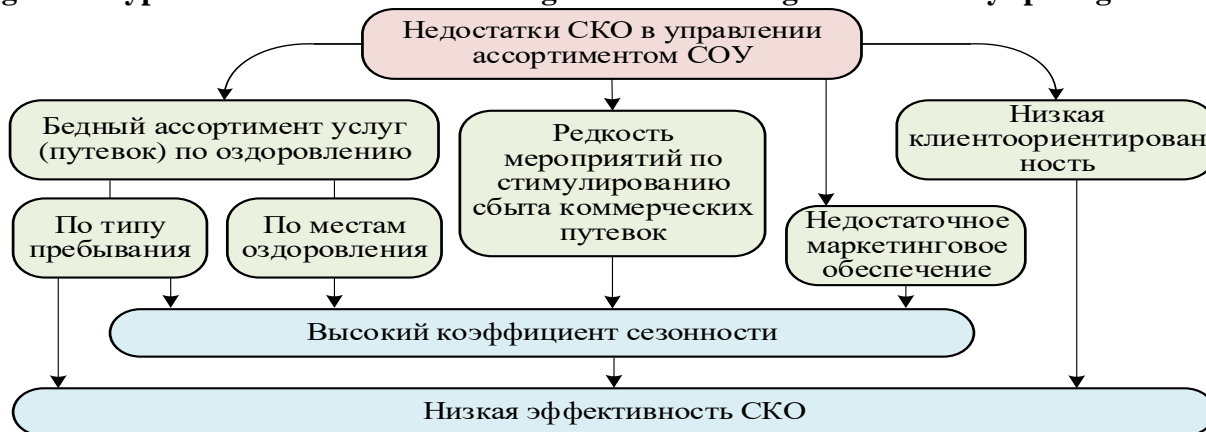 Недостатки СКО в управлении
ассортиментом СОУ
Бедный ассортимент услуг
(путевок) по оздоровлению
Редкость
мероприятий по
стимулированию
сбыта коммерческих
путевок
Низкая
клиентоориентирован
ность
По типу
пребывания
По местам
оздоровления
Недостаточное
маркетинговое
обеспечение
Высокий коэффициент сезонности
Низкая эффективность СКО